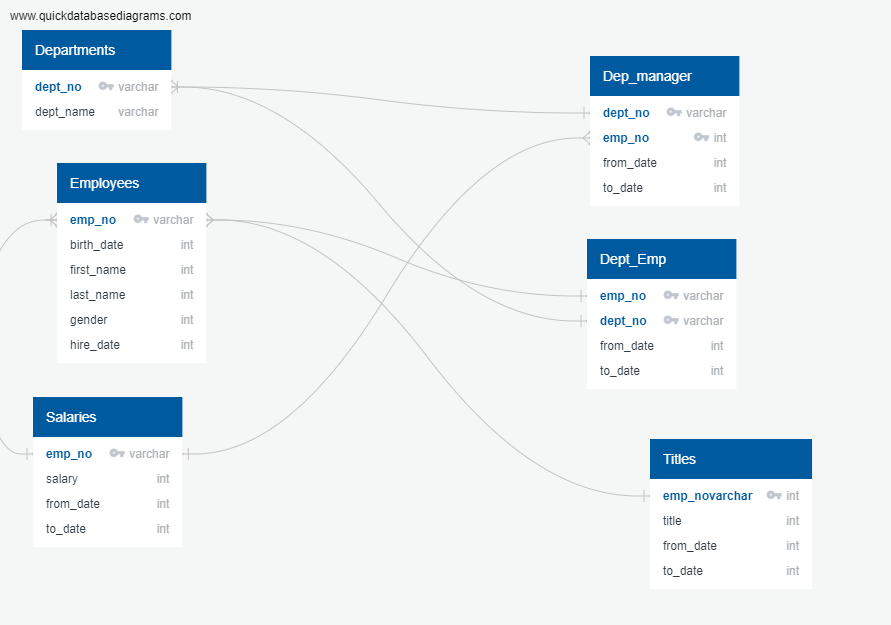 www.quickdatabasediagrams.com
Departments
dept_no varchar
dept_name varchar
Employees
emp_no varchar
birth_date int
first_name int
last_name int
gender int
hire_date int
Salaries
emp_no varchar
salary int
from_date int
to_date int
Dep_manager
dept_no varchar
emp_no int
from_date int
to_date int
Dept_Emp
emp_no varchar
dept_no varchar
from_date int
to_date int
Titles
emp_novarchar int
title int
from_date int
to_date int